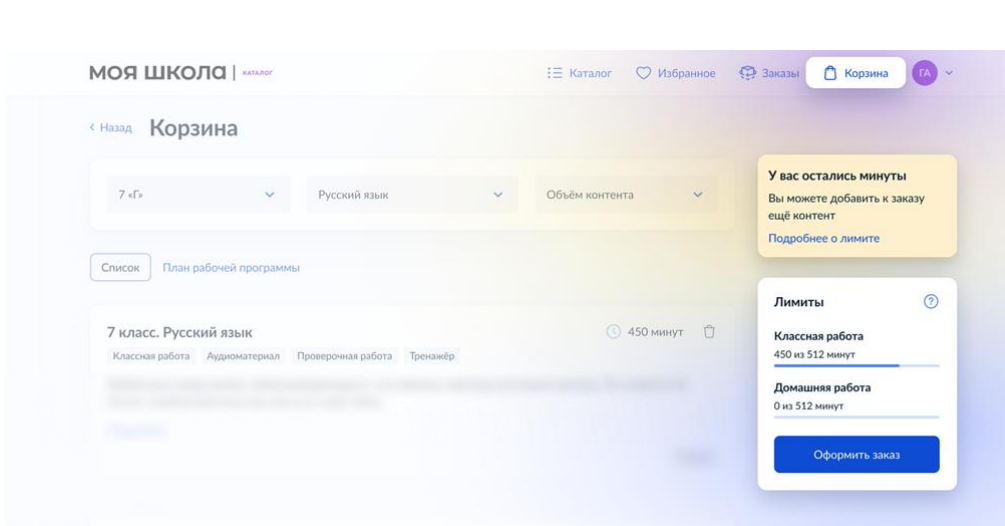 МОЯ ШКОЛА | КАТАЛОГ
Каталог Избранное Заказы Корзина ГА
Назад Корзина
7 «Г» Русский язык Объём контента
Список План рабочей программы
7 класс. Русский язык 450 минут
Классная работа Аудиоматериал Проверочная работа Тренажёр
У вас остались минуты
Вы можете добавить к заказу
ещё контент
Подробнее о лимите
Лимиты ?
Классная работа
450 из 512 минут
Домашняя работа
0 из 512 минут
Оформить заказ